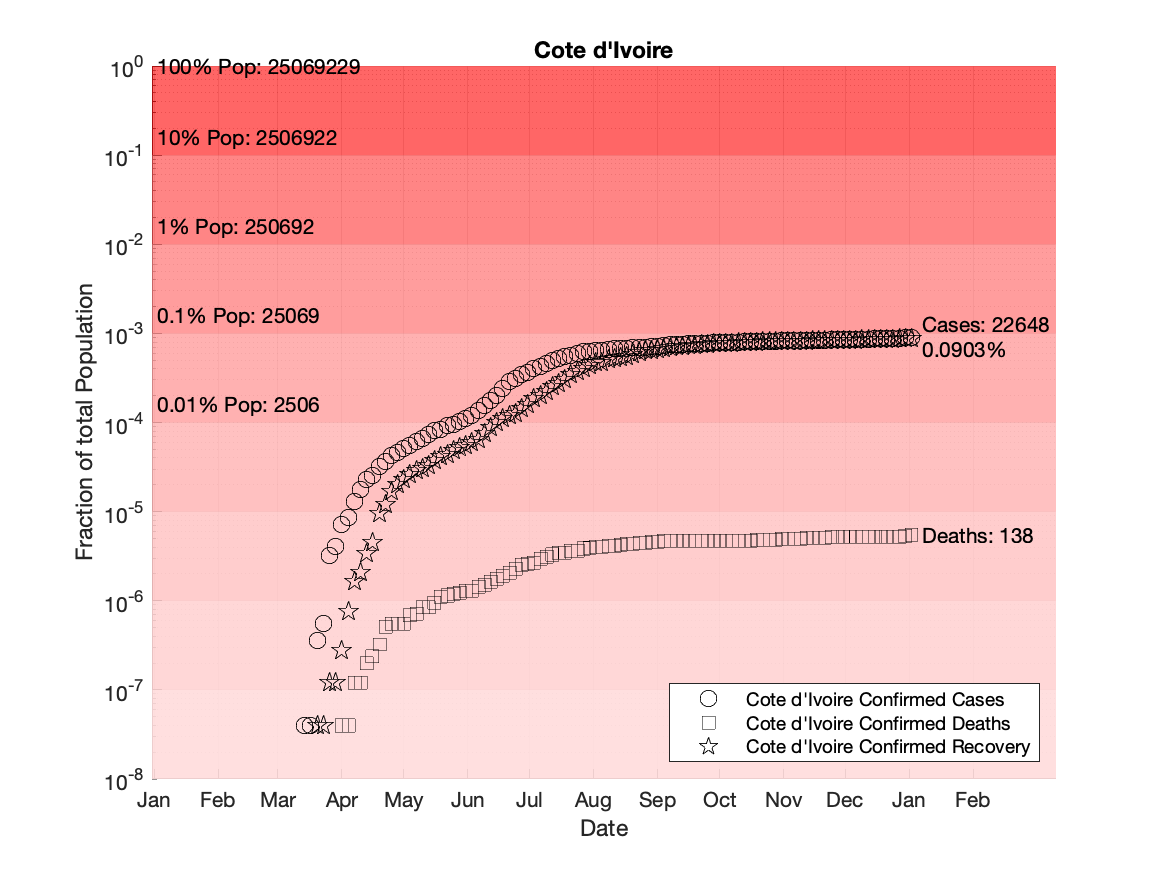 Cote d'Ivoire
10^0
100% Pop: 25069229
10% Pop: 2506922
10^-1
1% Pop: 250692
10^-2
0.1% Pop: 25069
10^-3
Cases: 22648
0.0903%
0.01% Pop: 2506
10^-4
10^-5
Deaths: 138
10^-6
10^-7
10^-8
Fraction of total Population
Cote d'Ivoire Confirmed Cases
Cote d'Ivoire Confirmed Deaths
Cote d'Ivoire Confirmed Recovery
Jan Feb Mar Apr May Jun Jul Aug Sep Oct Nov Dec Jan Feb
Date